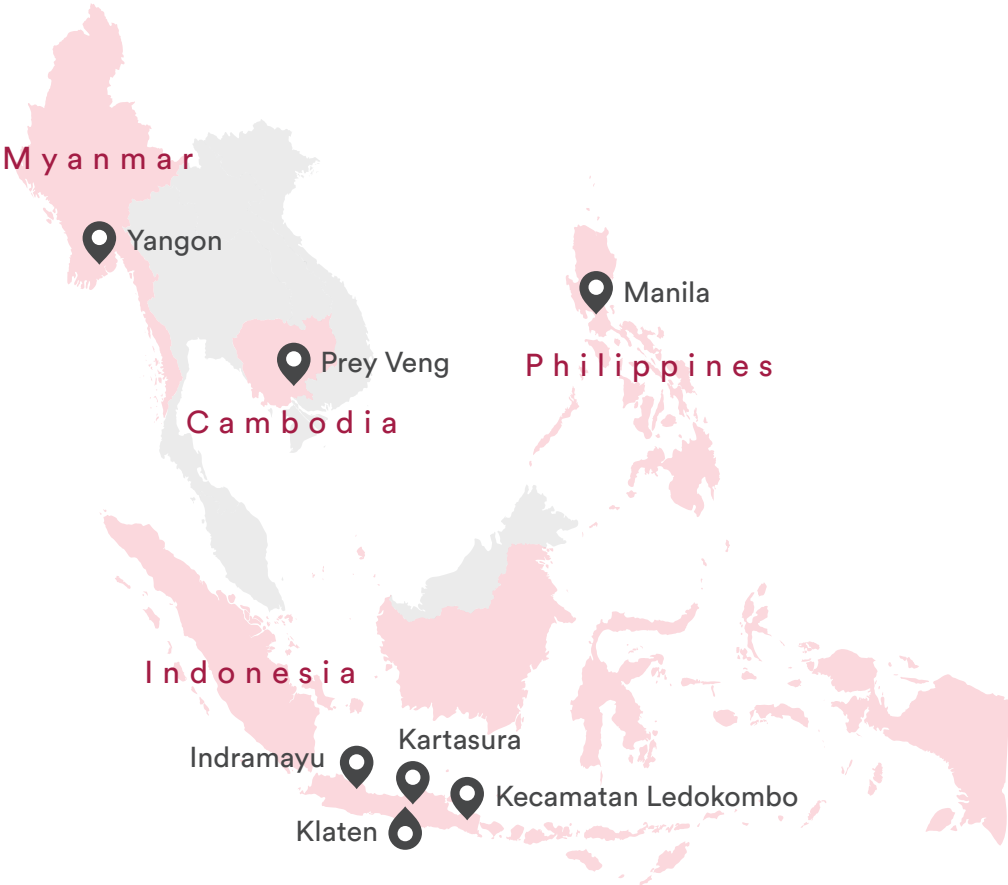 Myanmar
Yangon
Manila
Prey Veng
Philippines
Cambodia
Indonesia
Kartasura
Indramayu
Kecamatan Ledokombo
Klaten